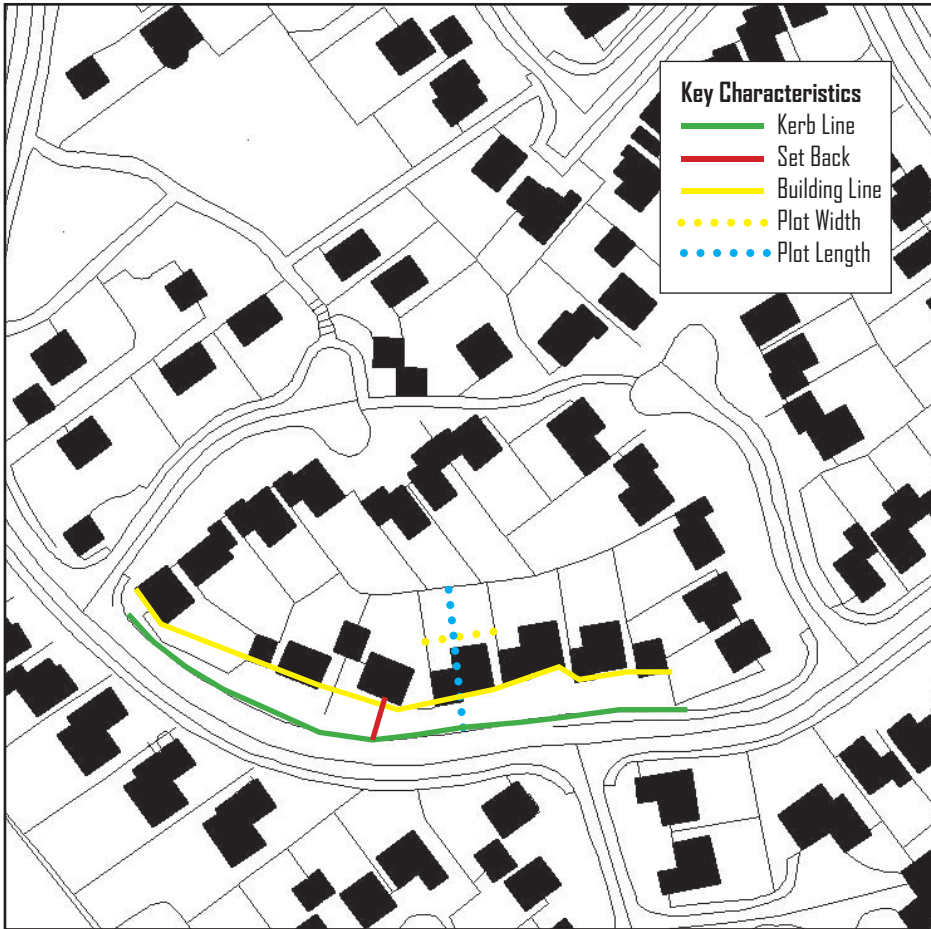 Key Characteristics
Kerb Line
Set Back
Building Line
Plot Width
Plot Length